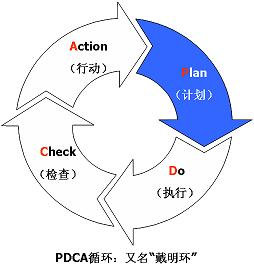 Action
（行动）
Plan
（计划）
Check
（检查）
Do
（执行）
PDCA循环：又名“戴明环”